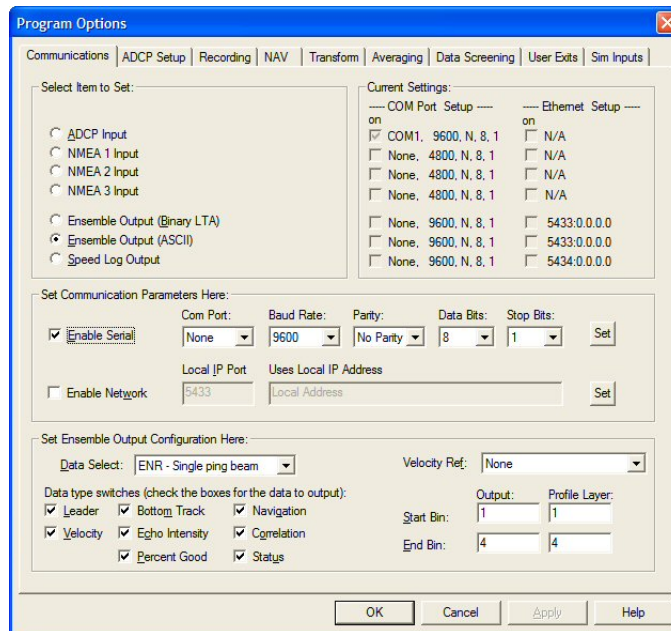 Program Options
Communications ADCP Setup Recording NAV Transform Averaging Data Screening User Exits Sim Inputs
Select Item to Set:
ADCP Input
NMEA 1 Input
NMEA 2 Input
NMEA 3 Input
Ensemble Output (Binary LTA)
Ensemble Output (ASCII)
Speed Log Output
Current Settings:
----- COM Port Setup ----- ----- Ethernet Setup -----
on on
COM1, 9600, N, 8, 1 N/A
None, 4800, N, 8, 1 N/A
None, 4800, N, 8, 1 N/A
None, 4800, N, 8, 1 N/A
None, 9600, N, 8, 1 5433:0.0.0.0
None, 9600, N, 8, 1 5433:0.0.0.0
None, 9600, N, 8, 1 5434:0.0.0.0
Set Communication Parameters Here:
Com Port: Baud Rate: Parity: Data Bits: Stop Bits:
Enable Serial None 9600 No Parity 8 1 Set
Local IP Port Uses Local IP Address
Enable Network 5433 Local Address Set
Set Ensemble Output Configuration Here:
Data Select: ENR - Single ping beam Velocity Ref: None
Data type switches (check the boxes for the data to output):
Leader Bottom Track Navigation
Velocity Echo Intensity Correlation
Percent Good Status
Output: Profile Layer:
Start Bin: 1 1
End Bin: 4 4
OK Cancel Apply Help